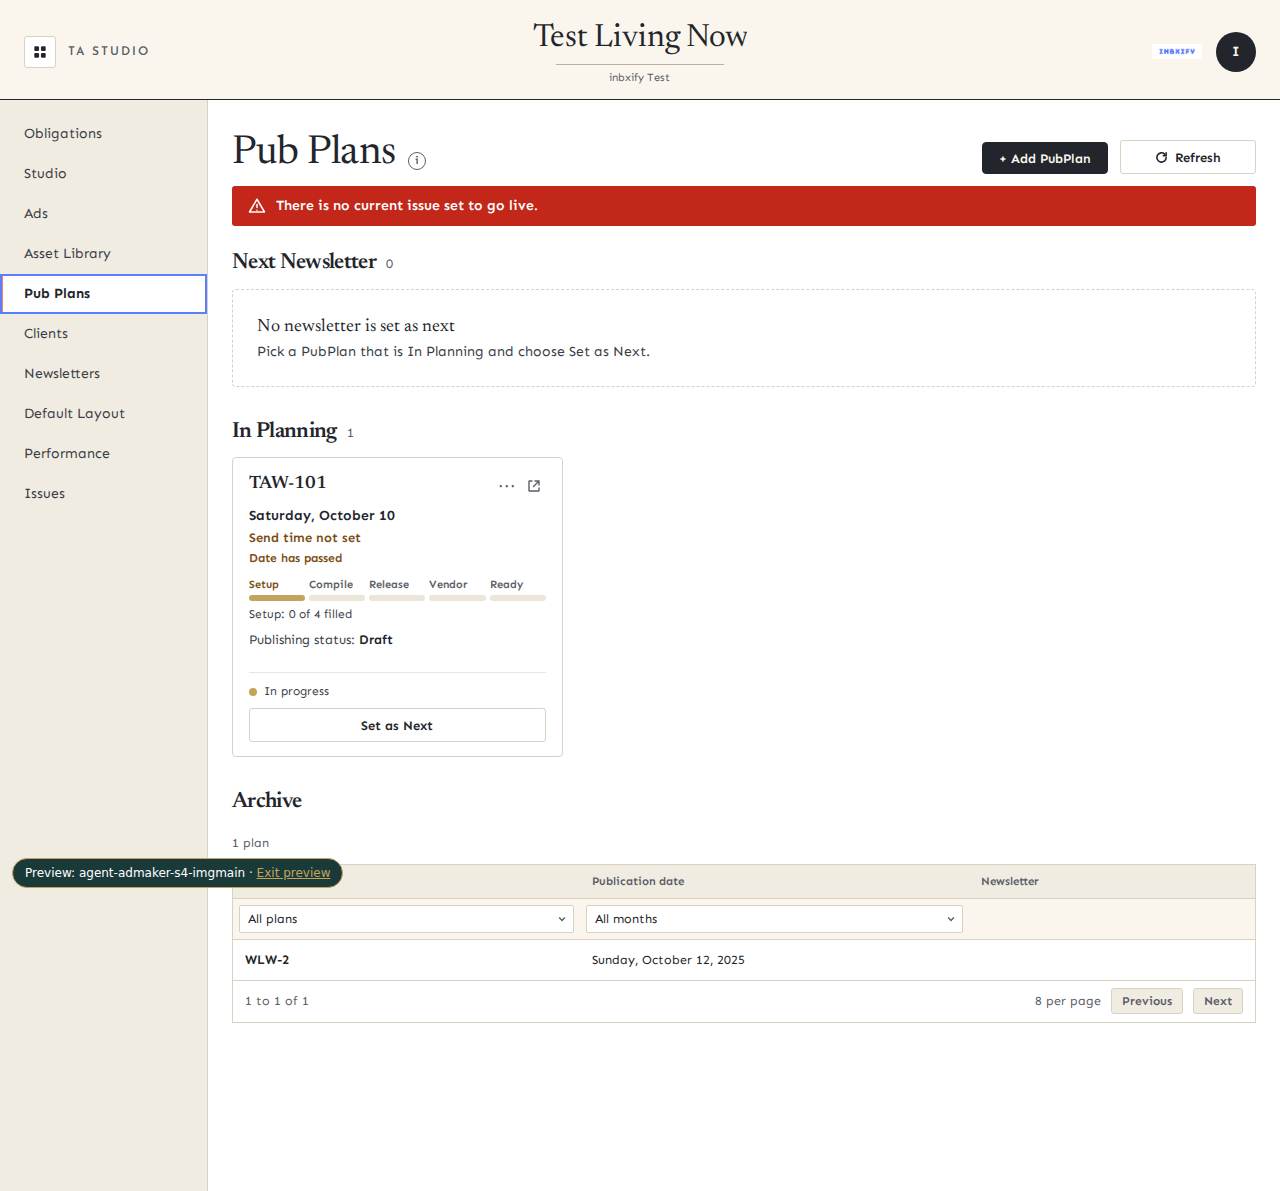 TA STUDIO
Test Living Now
inbxify Test
INBXIFY
I
Obligations
Studio
Ads
Asset Library
Pub Plans
Clients
Newsletters
Default Layout
Performance
Issues
Pub Plans
+ Add PubPlan
Refresh
There is no current issue set to go live.
Next Newsletter 0
No newsletter is set as next
Pick a PubPlan that is In Planning and choose Set as Next.
In Planning 1
TAW-101
Saturday, October 10
Send time not set
Date has passed
Setup Compile Release Vendor Ready
Setup: 0 of 4 filled
Publishing status: Draft
In progress
Set as Next
Archive
1 plan
Preview: agent-admaker-s4-imgmain · Exit preview
Publication date Newsletter
All plans All months
WLW-2 Sunday, October 12, 2025
1 to 1 of 1 8 per page Previous Next